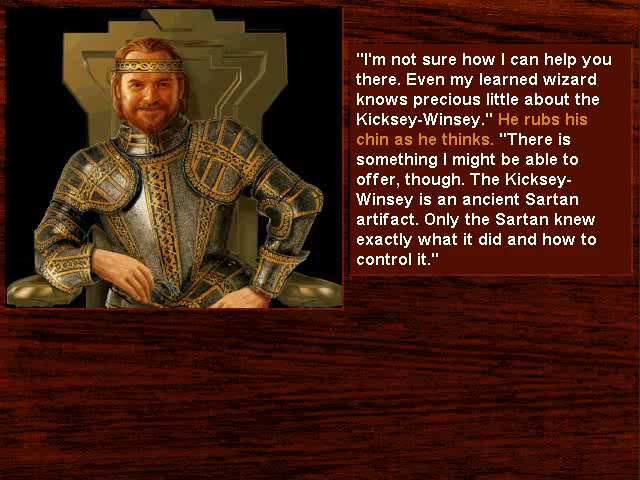 "I'm not sure how I can help you
there. Even my learned wizard
knows precious little about the
Kicksey-Winsey." He rubs his
chin as he thinks. "There is
something I might be able to
offer, though. The Kicksey-
Winsey is an ancient Sartan
artifact. Only the Sartan knew
exactly what it did and how to
control it."